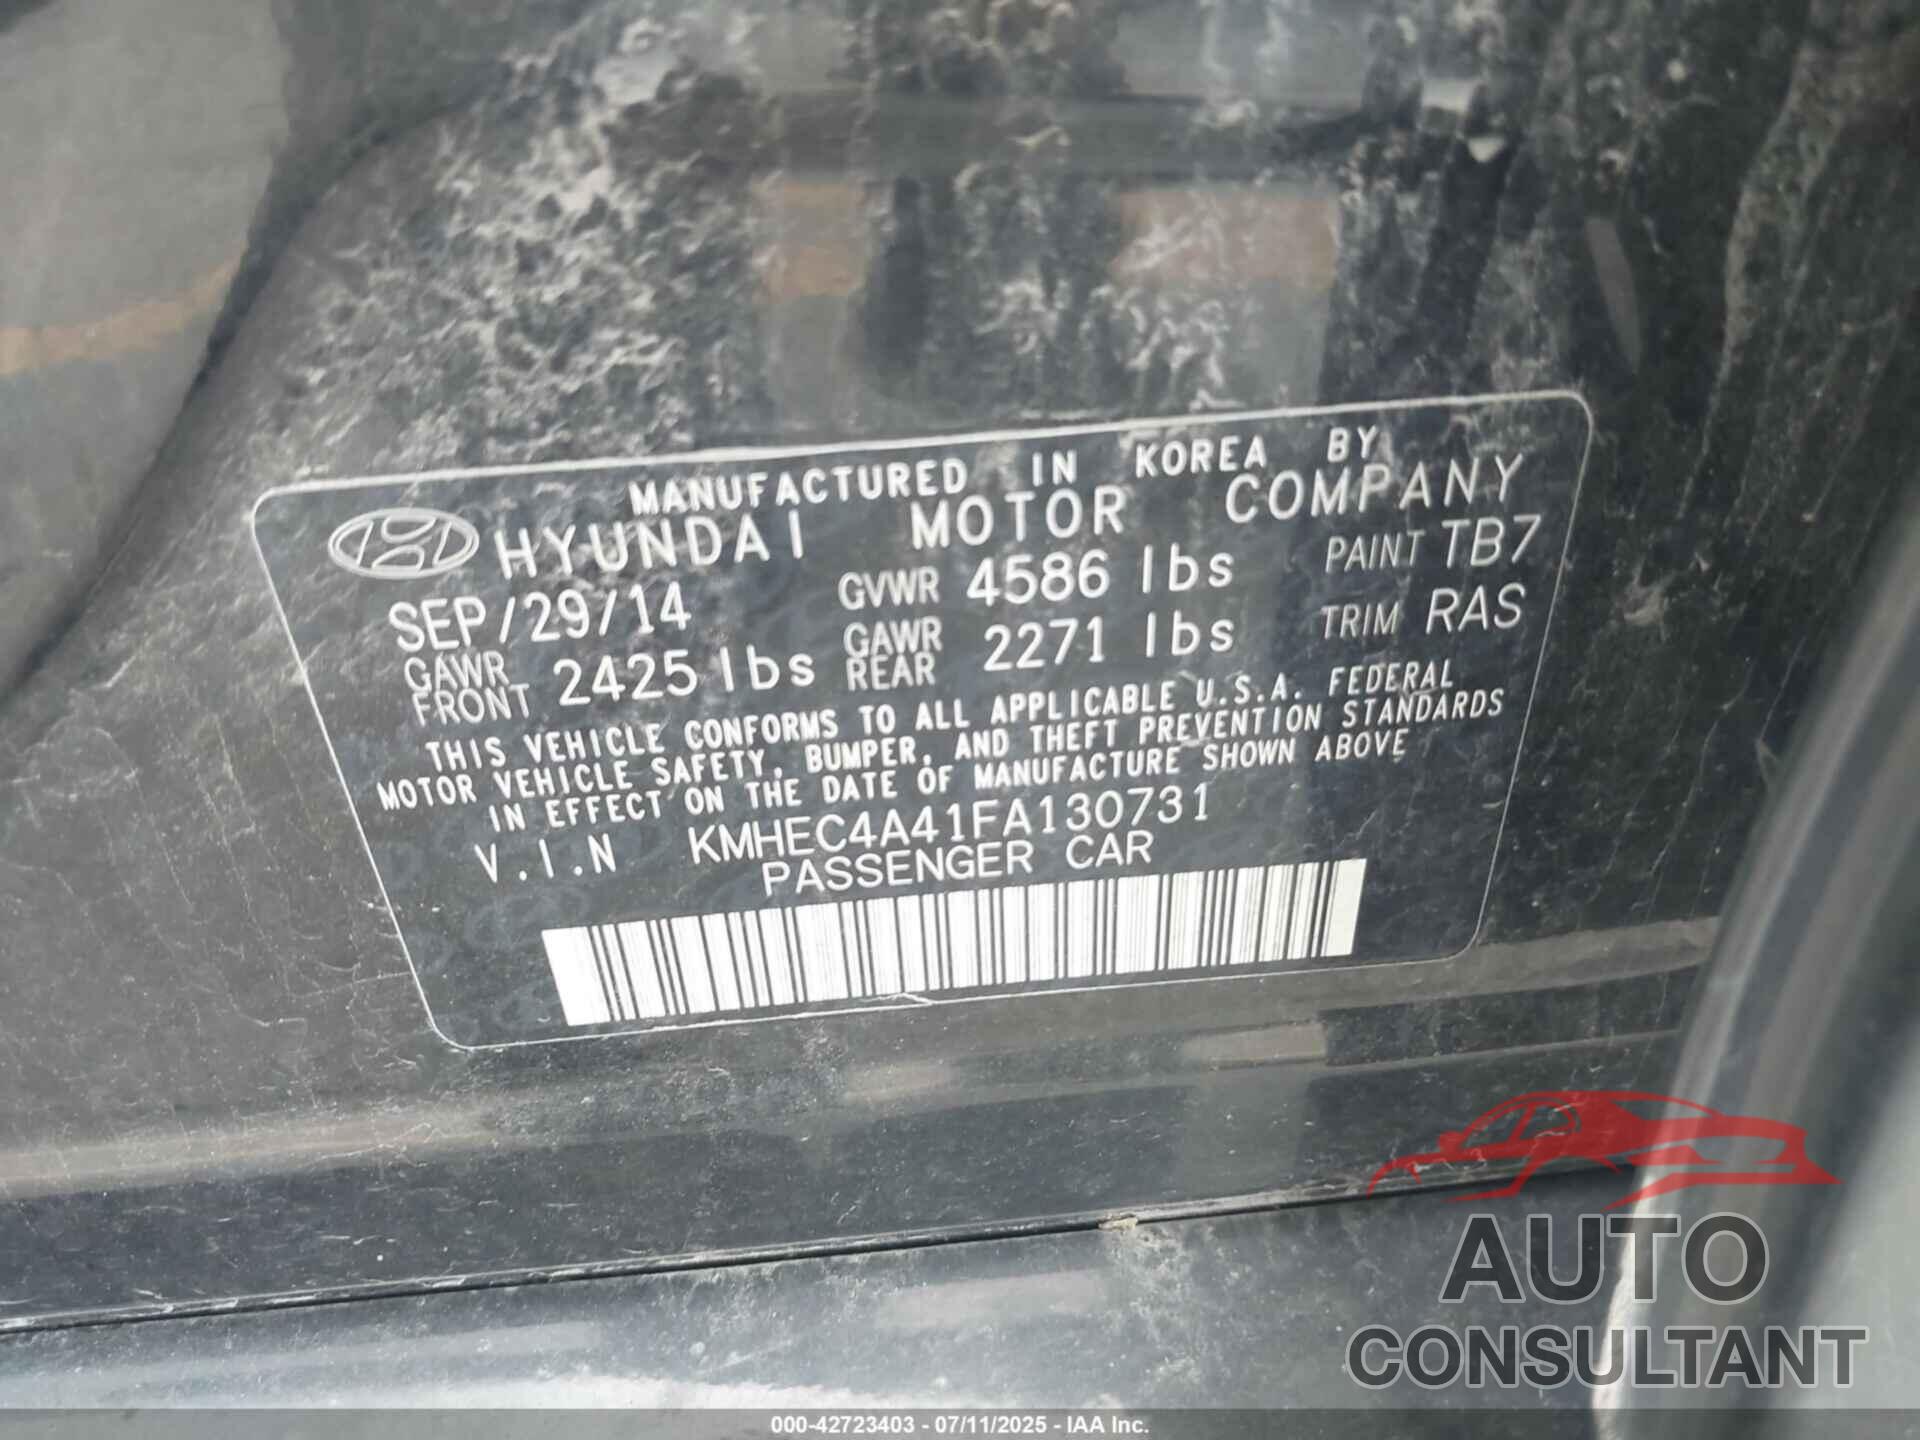 MANUFACTURED IN KOREA BY
HYUNDAI MOTOR COMPANY
SEP/29/14 GVWR 4586 lbs PAINT TB7
GAWR FRONT 2425 lbs GAWR REAR 2271 lbs TRIM RAS
THIS VEHICLE CONFORMS TO ALL APPLICABLE U.S.A. FEDERAL
MOTOR VEHICLE SAFETY, BUMPER, AND THEFT PREVENTION STANDARDS
IN EFFECT ON THE DATE OF MANUFACTURE SHOWN ABOVE
V.I.N KMHEC4A41FA130731
PASSENGER CAR
AUTO
CONSULTANT
000-42723403 - 07/11/2025 - IAA Inc.